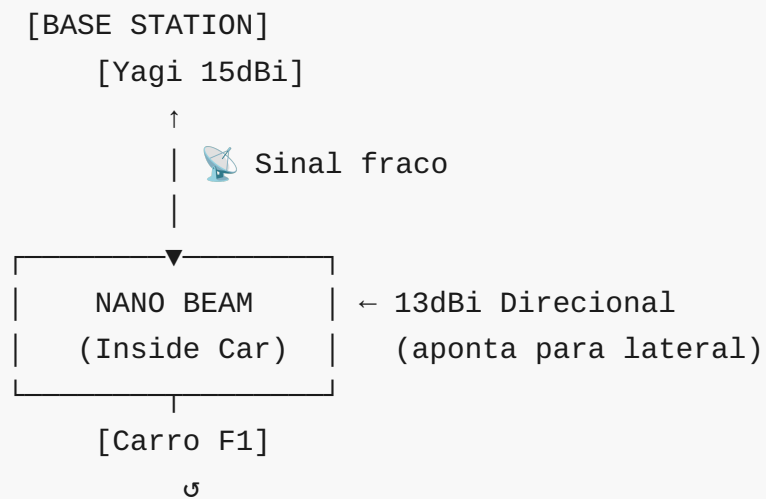 [BASE STATION]
[Yagi 15dBi]
↑
│ 📡 Sinal fraco
│
┌────────▼────────┐
│ NANO BEAM │ ← 13dBi Direcional
│ (Inside Car) │ (aponta para lateral)
└────────┬────────┘
[Carro F1]
↺